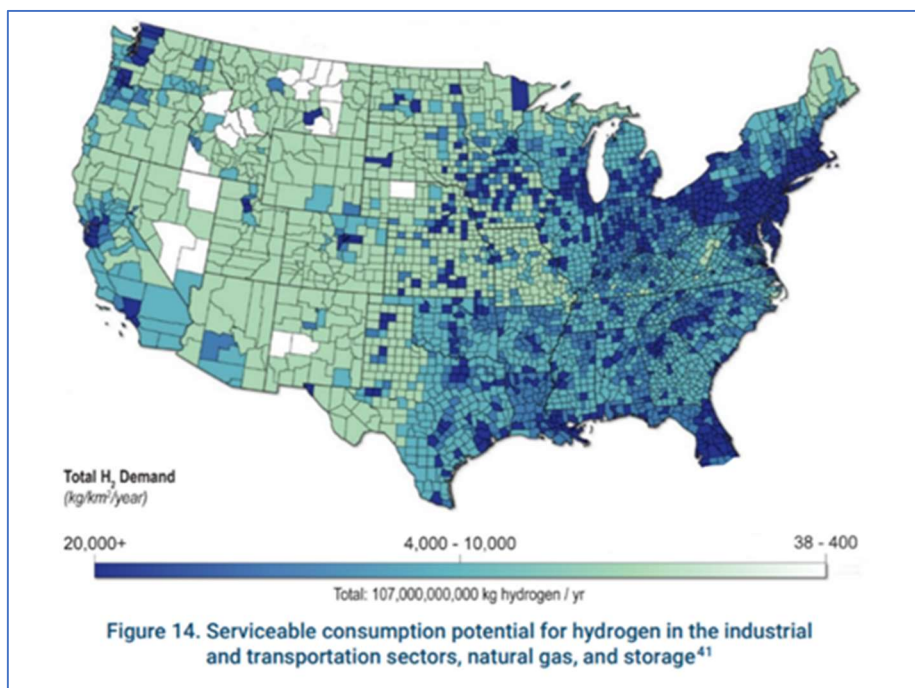 Total H₂ Demand
(kg/km²/year)
20,000+ 4,000 - 10,000 38 - 400
Total: 107,000,000,000 kg hydrogen / yr
Figure 14. Serviceable consumption potential for hydrogen in the industrial
and transportation sectors, natural gas, and storage⁴¹